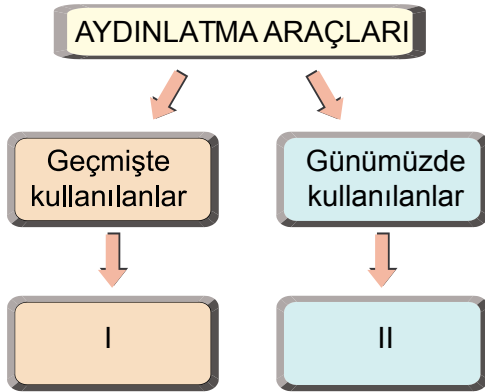 AYDINLATMA ARAÇLARI
Geçmişte
kullanılanlar
Günümüzde
kullanılanlar
I
II